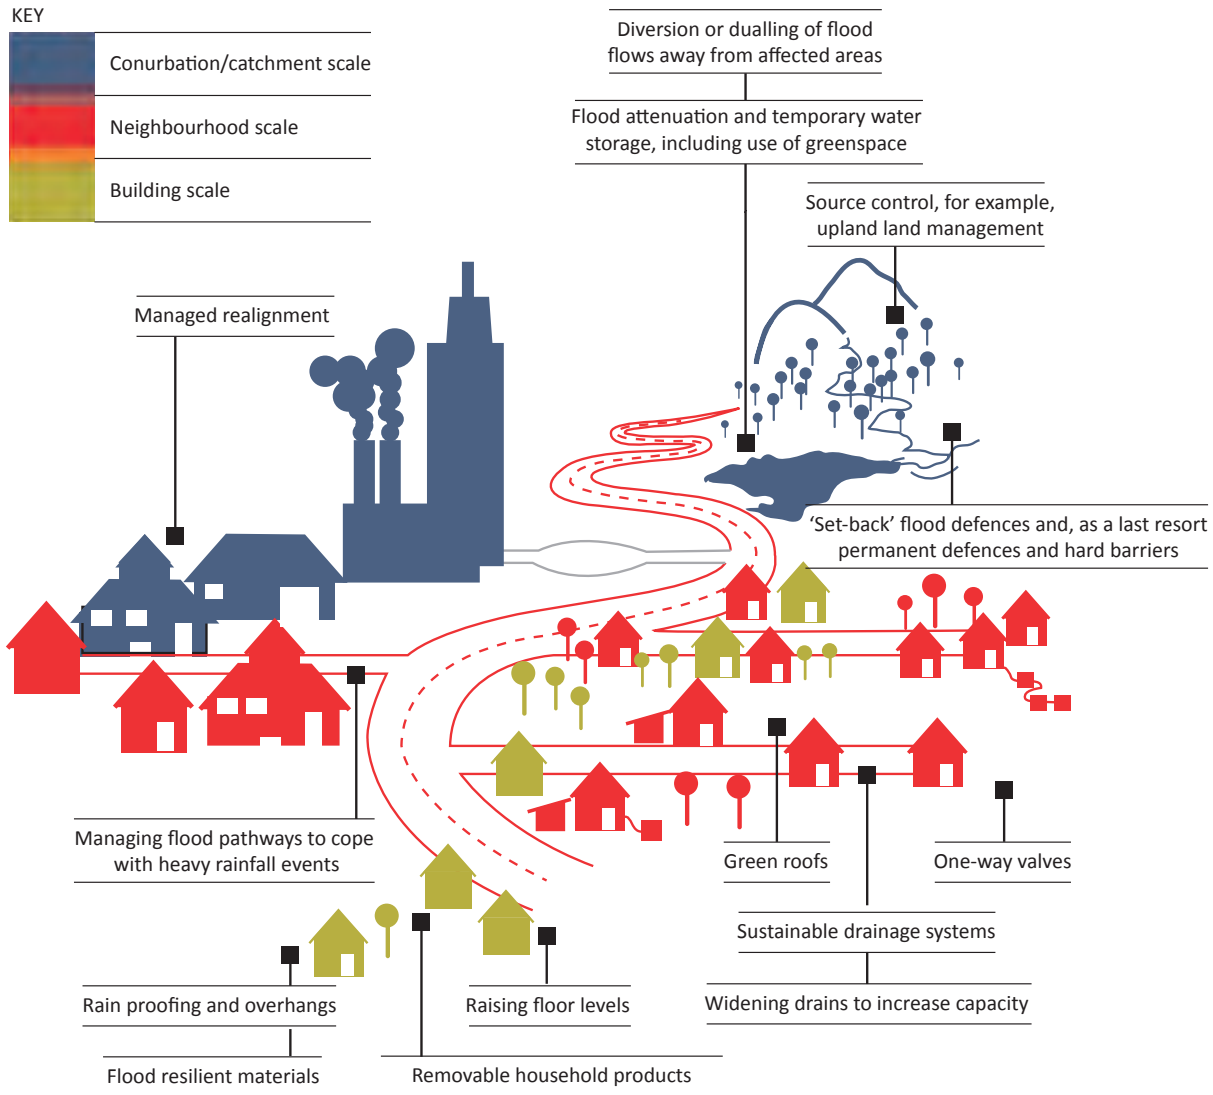 KEY
Conurbation/catchment scale
Neighbourhood scale
Building scale
Diversion or dualling of flood
flows away from affected areas
Flood attenuation and temporary water
storage, including use of greenspace
Source control, for example,
upland land management
Managed realignment
‘Set-back’ flood defences and, as a last resort
permanent defences and hard barriers
Managing flood pathways to cope
with heavy rainfall events
Green roofs
One-way valves
Sustainable drainage systems
Widening drains to increase capacity
Rain proofing and overhangs
Raising floor levels
Flood resilient materials
Removable household products